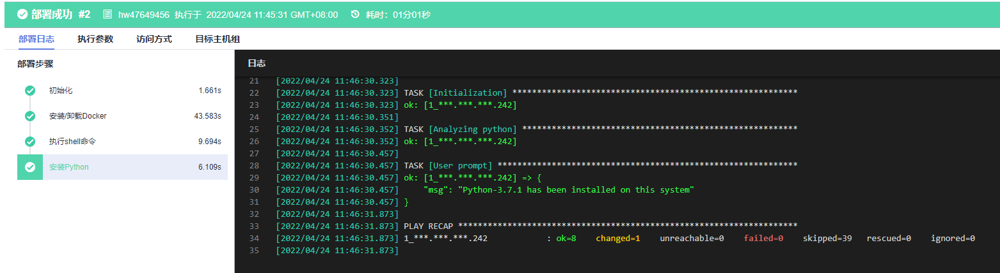 部署成功 #2 hw47649456 执行于 2022/04/24 11:45:31 GMT+08:00 耗时：01分01秒
部署日志 执行参数 访问方式 目标主机组
部署步骤
初始化 1.661s
安装/卸载Docker 43.583s
执行shell命令 9.694s
安装Python 6.109s
日志
21 [2022/04/24 11:46:30.323]
22 [2022/04/24 11:46:30.323] TASK [Initialization] **********************************************************
23 [2022/04/24 11:46:30.323] ok: [1_***.***.***.242]
24 [2022/04/24 11:46:30.351]
25 [2022/04/24 11:46:30.352] TASK [Analyzing python] ********************************************************
26 [2022/04/24 11:46:30.352] ok: [1_***.***.***.242]
27 [2022/04/24 11:46:30.457]
28 [2022/04/24 11:46:30.457] TASK [User prompt] *************************************************************
29 [2022/04/24 11:46:30.457] ok: [1_***.***.***.242] => {
30 [2022/04/24 11:46:30.457]     "msg": "Python-3.7.1 has been installed on this system"
31 [2022/04/24 11:46:30.457] }
32 [2022/04/24 11:46:31.873]
33 [2022/04/24 11:46:31.873] PLAY RECAP *********************************************************************
34 [2022/04/24 11:46:31.873] 1_***.***.***.242            : ok=8    changed=1    unreachable=0    failed=0    skipped=39   rescued=0    ignored=0
35 [2022/04/24 11:46:31.873]